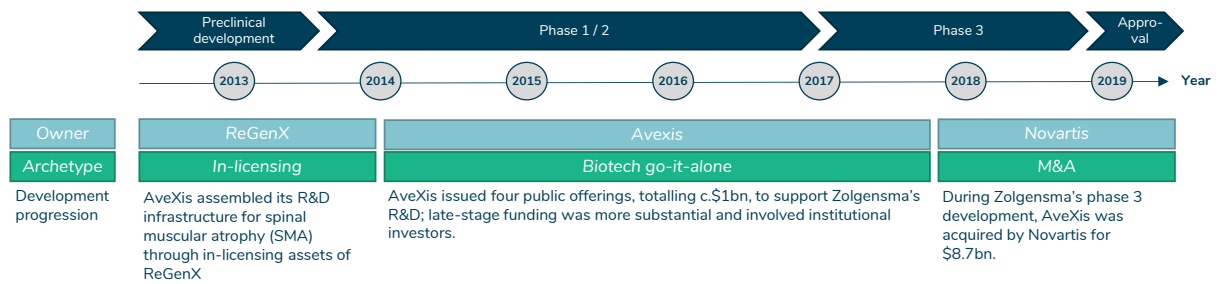 Preclinical
development
Phase 1 / 2
Phase 3
Appro-
val
2013
2014
2015
2016
2017
2018
2019
Year
Owner
ReGenX
Avexis
Novartis
Archetype
In-licensing
Biotech go-it-alone
M&A
Development
progression
AveXis assembled its R&D
infrastructure for spinal
muscular atrophy (SMA)
through in-licensing assets of
ReGenX
AveXis issued four public offerings, totalling c.$1bn, to support Zolgensma's
R&D; late-stage funding was more substantial and involved institutional
investors.
During Zolgensma's phase 3
development, AveXis was
acquired by Novartis for
$8.7bn.